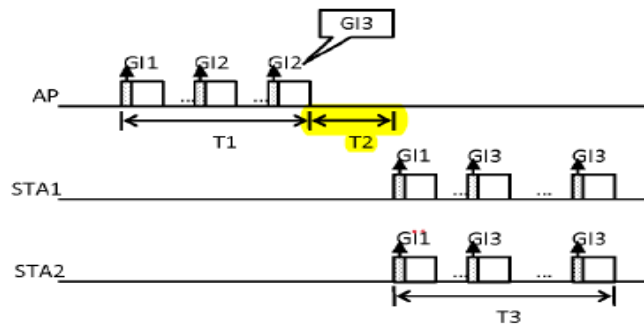 GI3
GI1 GI2 GI2
AP ... ...
T1 T2
GI1 GI3 GI3
STA1 ... ...
GI1 GI3 GI3
STA2 ... ...
T3